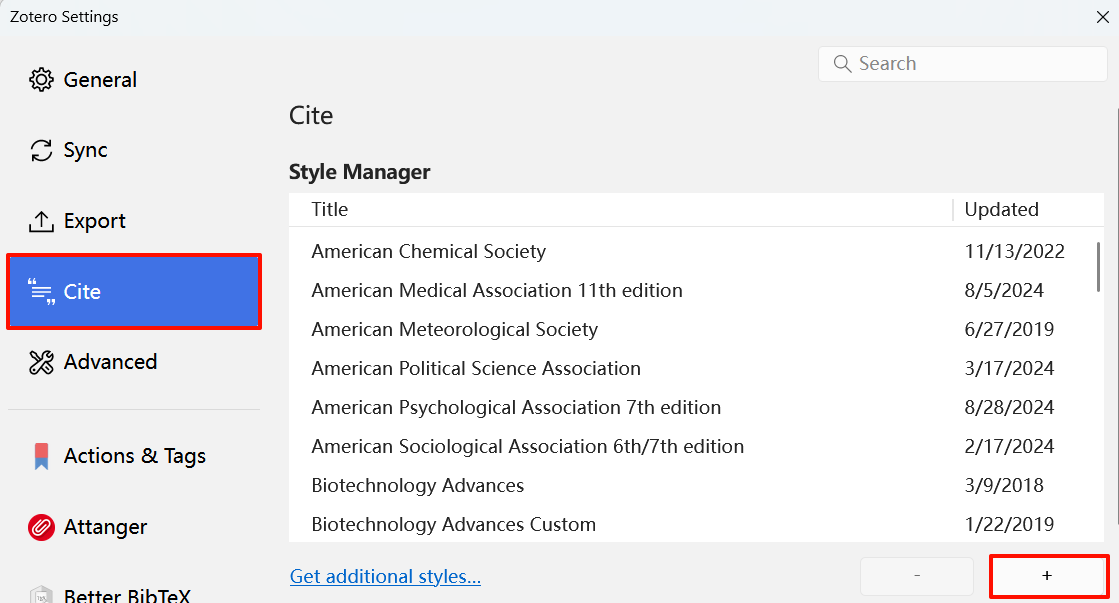 Zotero Settings
General
Sync
Export
Cite
Advanced
Actions & Tags
Attanger
Better BibTeX
Search
Cite
Style Manager
Title Updated
American Chemical Society 11/13/2022
American Medical Association 11th edition 8/5/2024
American Meteorological Society 6/27/2019
American Political Science Association 3/17/2024
American Psychological Association 7th edition 8/28/2024
American Sociological Association 6th/7th edition 2/17/2024
Biotechnology Advances 3/9/2018
Biotechnology Advances Custom 1/22/2019
Get additional styles... - +